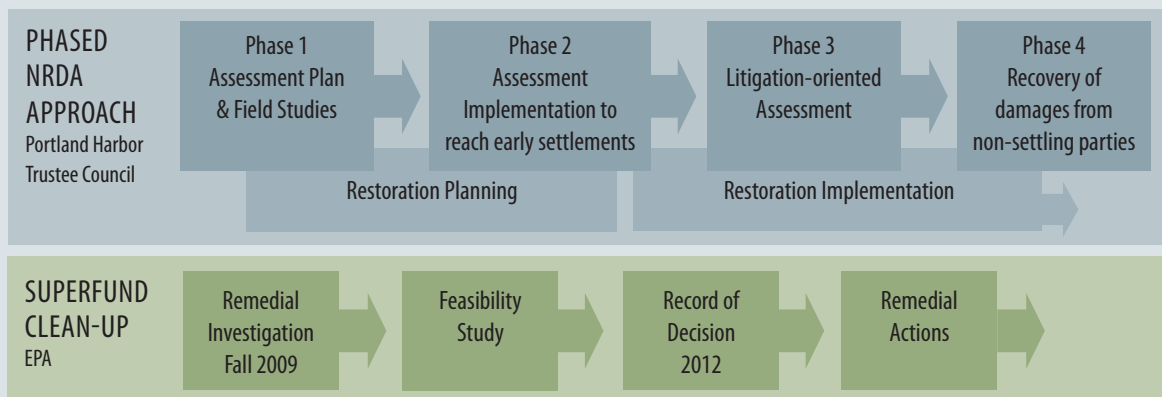 PHASED
NRDA
APPROACH
Portland Harbor
Trustee Council
Phase 1
Assessment Plan
& Field Studies
Phase 2
Assessment
Implementation to
reach early settlements
Phase 3
Litigation-oriented
Assessment
Phase 4
Recovery of
damages from
non-settling parties
Restoration Planning
Restoration Implementation
SUPERFUND
CLEAN-UP
EPA
Remedial
Investigation
Fall 2009
Feasibility
Study
Record of
Decision
2012
Remedial
Actions